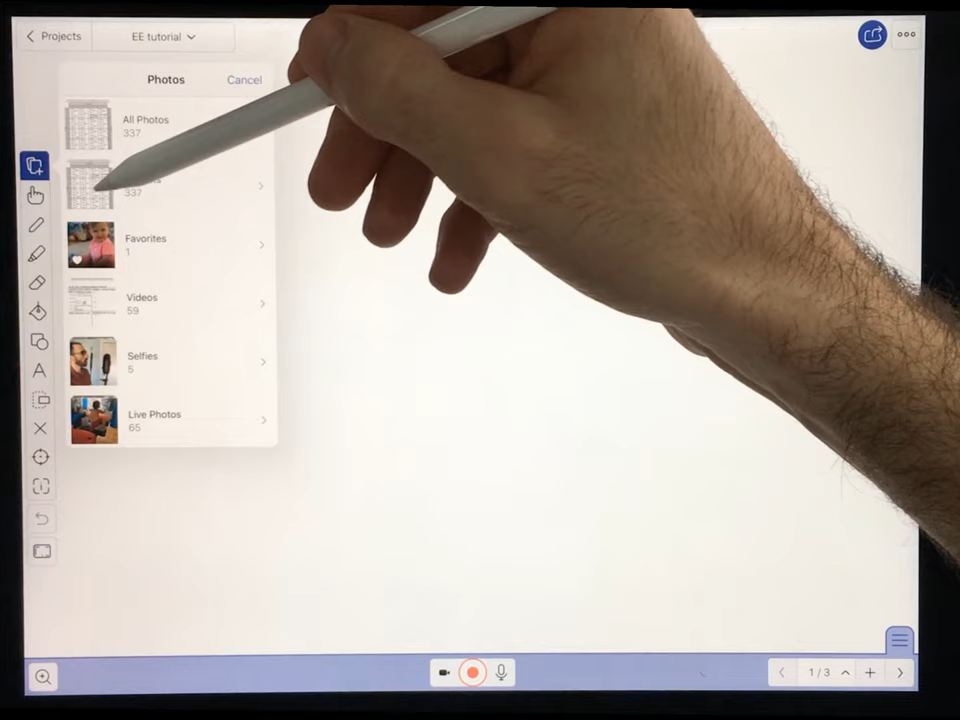 Projects
EE tutorial
Photos
Cancel
All Photos
337
337
Favorites
1
Videos
59
Selfies
5
Live Photos
65
A
1/3